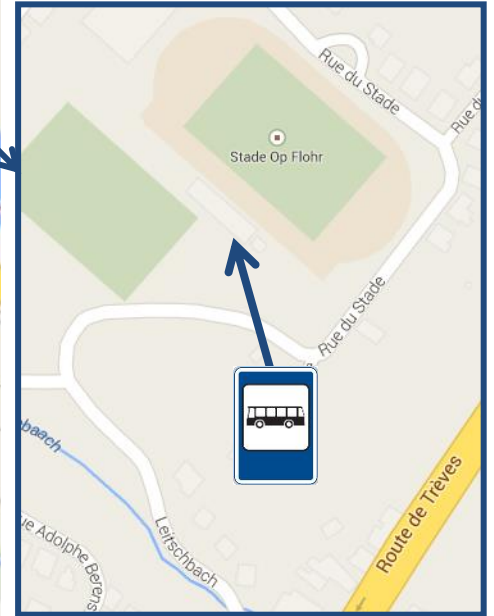 Rue du Stade
Rue d
Stade Op Flohr
Rue du Stade
baach
Route de Trèves
Leitschbach
ue Adolphe Berens